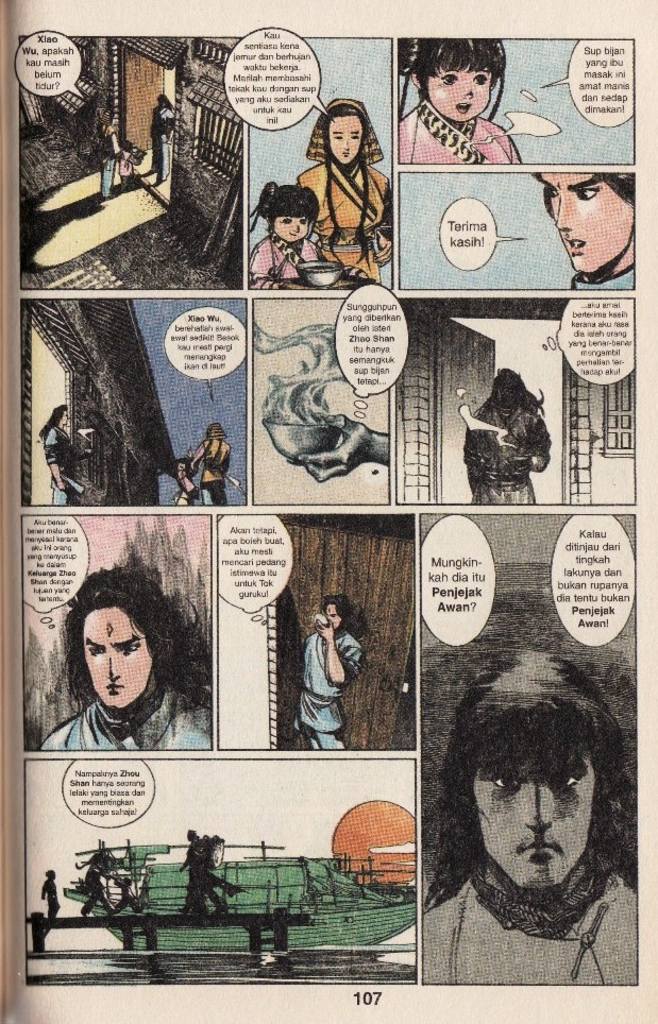 Xiao
Wu, apakah
kau masih
belum
tidur?
Kau
sentiasa kena
jemur dan berhujan
waktu bekerja.
Marilah membasahi
tekak kau dengan sup
yang aku sediakan
untuk kau
ini!
Sup bijan
yang ibu
masak ini
amat manis
dan sedap
dimakan!
Terima
kasih!
Xiao Wu,
berehatlah awal-
awal sedikit! Besok
kau mesti pergi
menangkap
ikan di laut!
Sungguhpun
yang diberikan
oleh isteri
Zhao Shan
itu hanya
semangkuk
sup bijan
tetapi...
...aku amat
berterima kasih
kerana aku rasa
dia ialah orang
yang benar-benar
mengambil
perhatian ter-
hadap aku!
Aku benar-
benar malu dan
menyesal kerana
aku ini orang
yang menyusup
ke dalam
Keluarga Zhao
Shan dengan
tujuan yang
tertentu.
Akan tetapi,
apa boleh buat,
aku mesti
mencari pedang
istimewa itu
untuk Tok
guruku!
Mungkin-
kah dia itu
Penjejak
Awan?
Kalau
ditinjau dari
tingkah
lakunya dan
bukan rupanya
dia tentu bukan
Penjejak
Awan!
Nampaknya Zhou
Shan hanya seorang
lelaki yang biasa dan
mementingkan
keluarga sahaja!
107